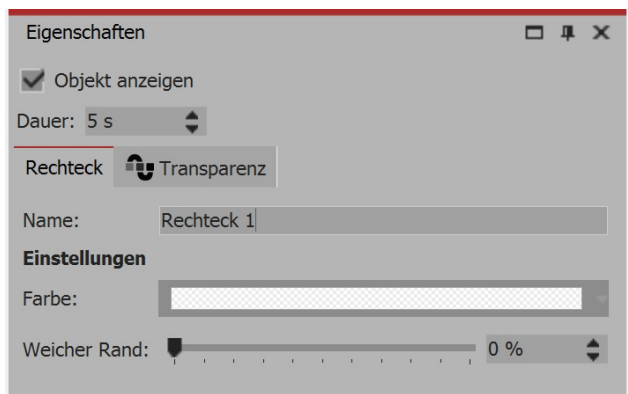 Eigenschaften
Objekt anzeigen
Dauer: 5 s
Rechteck Transparenz
Name: Rechteck 1
Einstellungen
Farbe:
Weicher Rand: 0 %